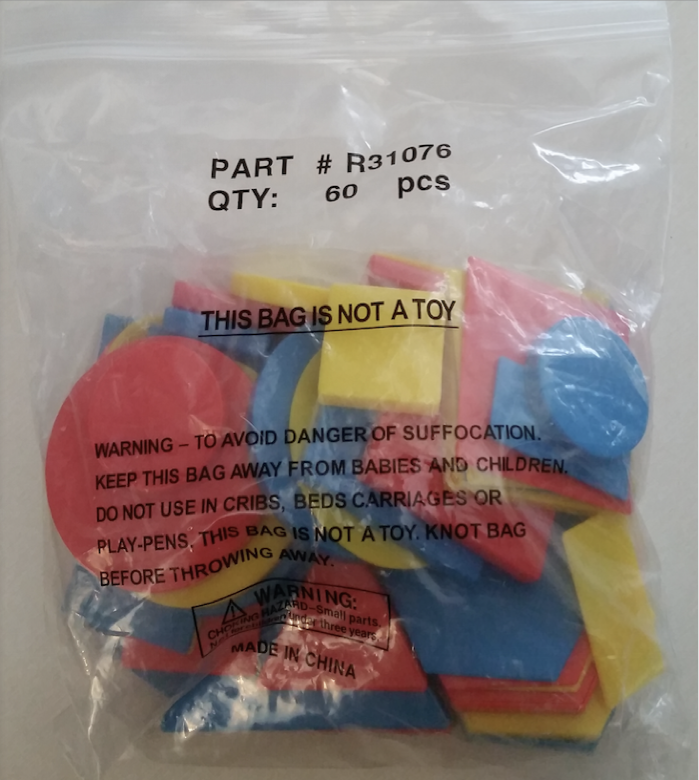 PART # R31076
QTY: 60 pcs
THIS BAG IS NOT A TOY
WARNING – TO AVOID DANGER OF SUFFOCATION.
KEEP THIS BAG AWAY FROM BABIES AND CHILDREN.
DO NOT USE IN CRIBS, BEDS CARRIAGES OR
PLAY-PENS, THIS BAG IS NOT A TOY. KNOT BAG
BEFORE THROWING AWAY.
WARNING:
CHOKING HAZARD–Small parts.
under three years.
MADE IN CHINA